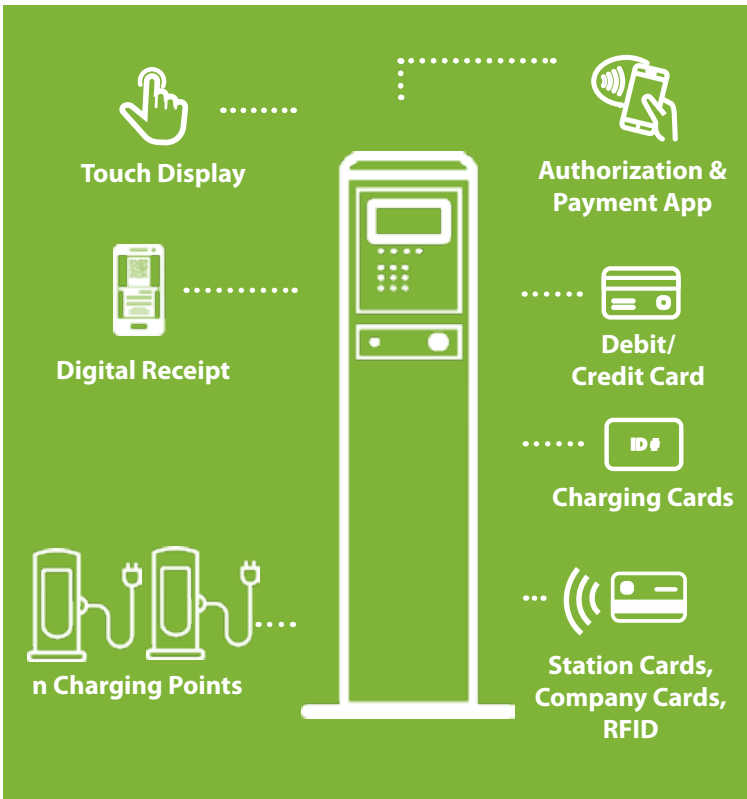 Touch Display
Authorization &
Payment App
Digital Receipt
Debit/
Credit Card
ID#
Charging Cards
n Charging Points
Station Cards,
Company Cards,
RFID